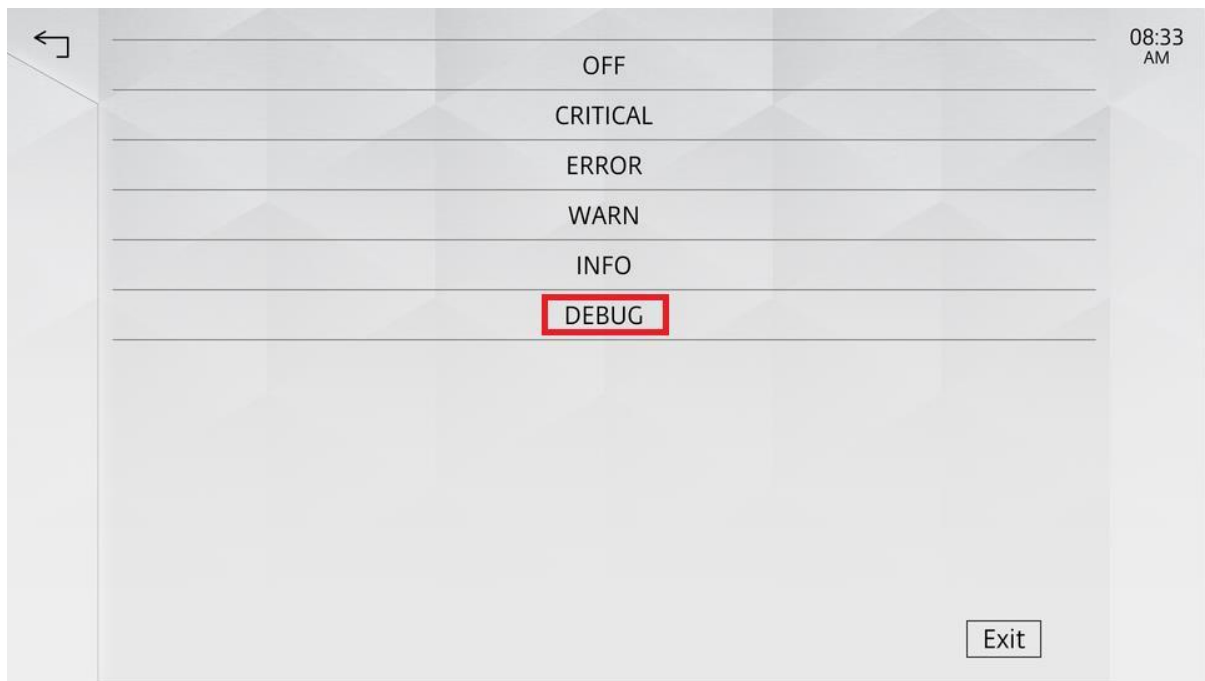 08:33
AM
OFF
CRITICAL
ERROR
WARN
INFO
DEBUG
Exit